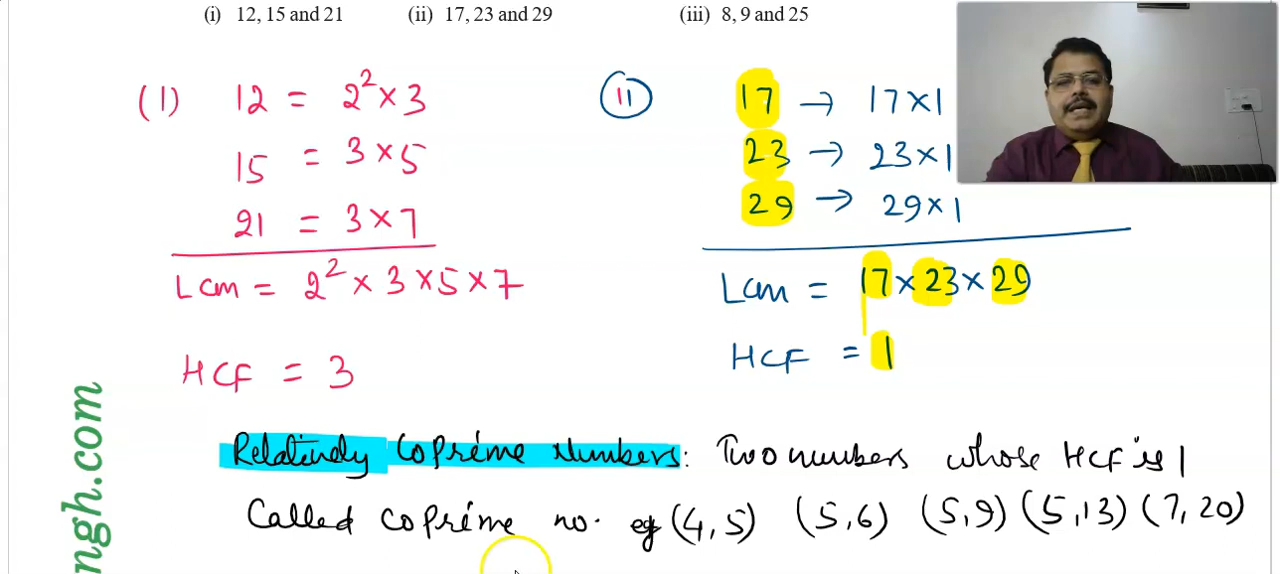 (i) 12, 15 and 21 (ii) 17, 23 and 29 (iii) 8, 9 and 25
(1) 12 = 2² × 3
15 = 3 × 5
21 = 3 × 7
Lcm = 2² × 3 × 5 × 7
HCF = 3
(11) 17 → 17 × 1
23 → 23 × 1
29 → 29 × 1
Lcm = 17 × 23 × 29
HCF = 1
Relatively Coprime Numbers: Two numbers whose HCF is 1
Called coprime no. eg (4,5) (5,6) (5,9) (5,13) (7,20)
ngh.com